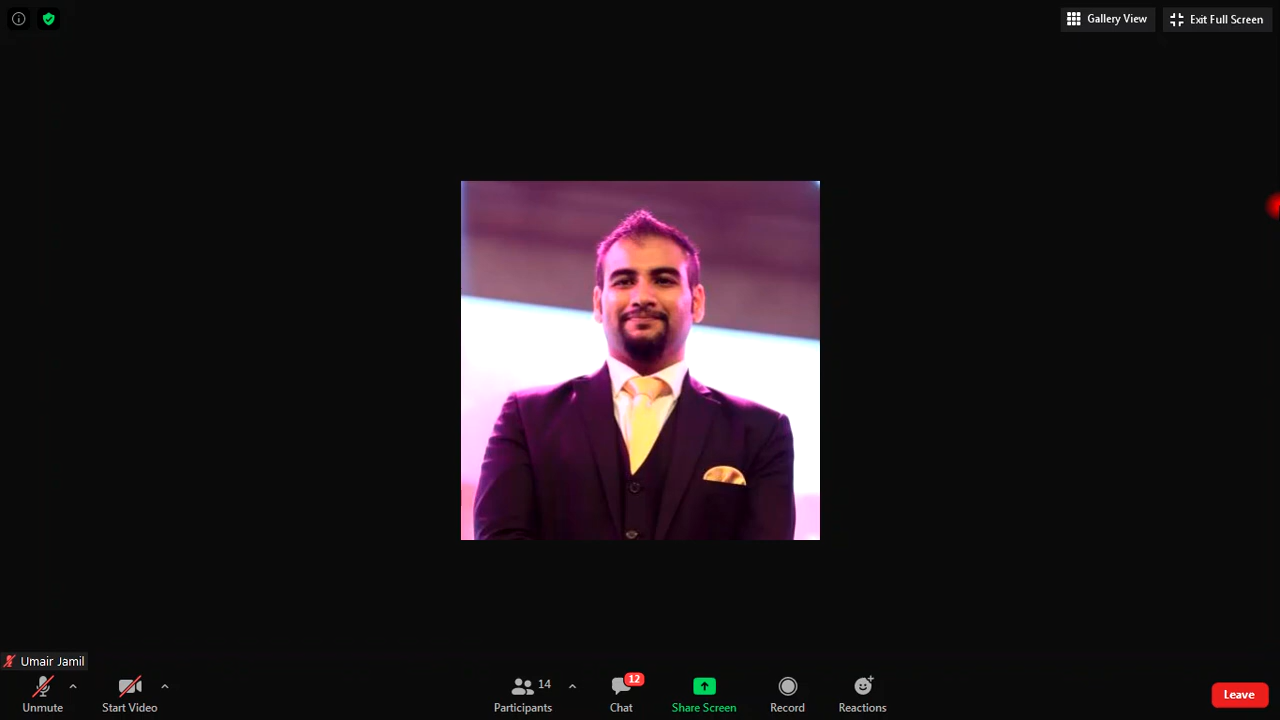 Gallery View
Exit Full Screen
Umair Jamil
Unmute
Start Video
14
Participants
12
Chat
Share Screen
Record
Reactions
Leave